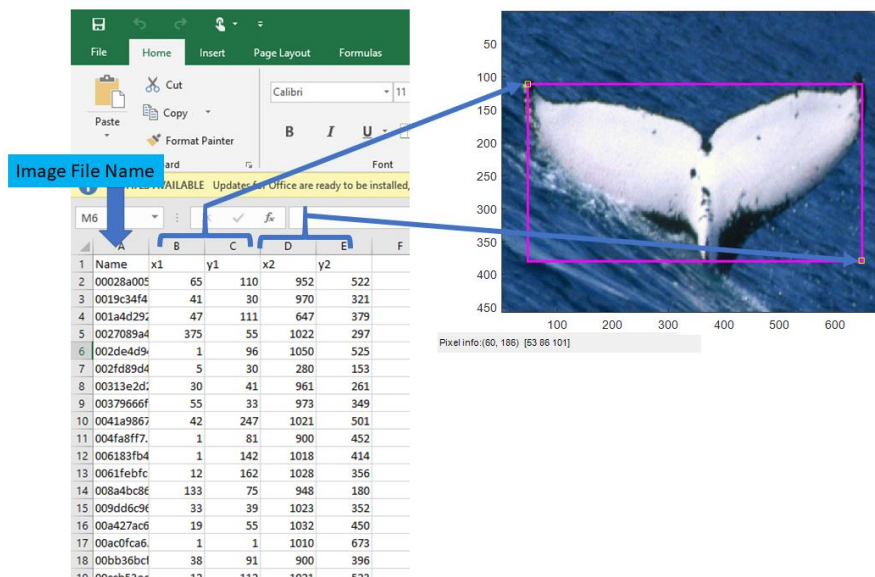 File Home Insert Page Layout Formulas
Paste
Cut
Copy
Format Painter
Calibri 11
B I U
Font
Image File Name
AILABLE Updates for Office are ready to be installed,
M6 fx
A B C D E F
1 Name x1 y1 x2 y2
2 00028a005 65 110 952 522
3 0019c34f4 41 30 970 321
4 001a4d292 47 111 647 379
5 0027089a4 375 55 1022 297
6 002de4d94 1 96 1050 525
7 002fd89d4 5 30 280 153
8 00313e2d2 30 41 961 261
9 00379666f 55 33 973 349
10 0041a9867 42 247 1021 501
11 004fa8ff7. 1 81 900 452
12 006183fb4 1 142 1018 414
13 0061febfc 12 162 1028 356
14 008a4bc86 133 75 948 180
15 009dd6c96 33 39 1023 352
16 00a427ac6 19 55 1032 450
17 00ac0fca6. 1 1 1010 673
18 00bb36bcf 38 91 900 396
50
100
150
200
250
300
350
400
450
100 200 300 400 500 600
Pixel info:(60, 186) [53 86 101]